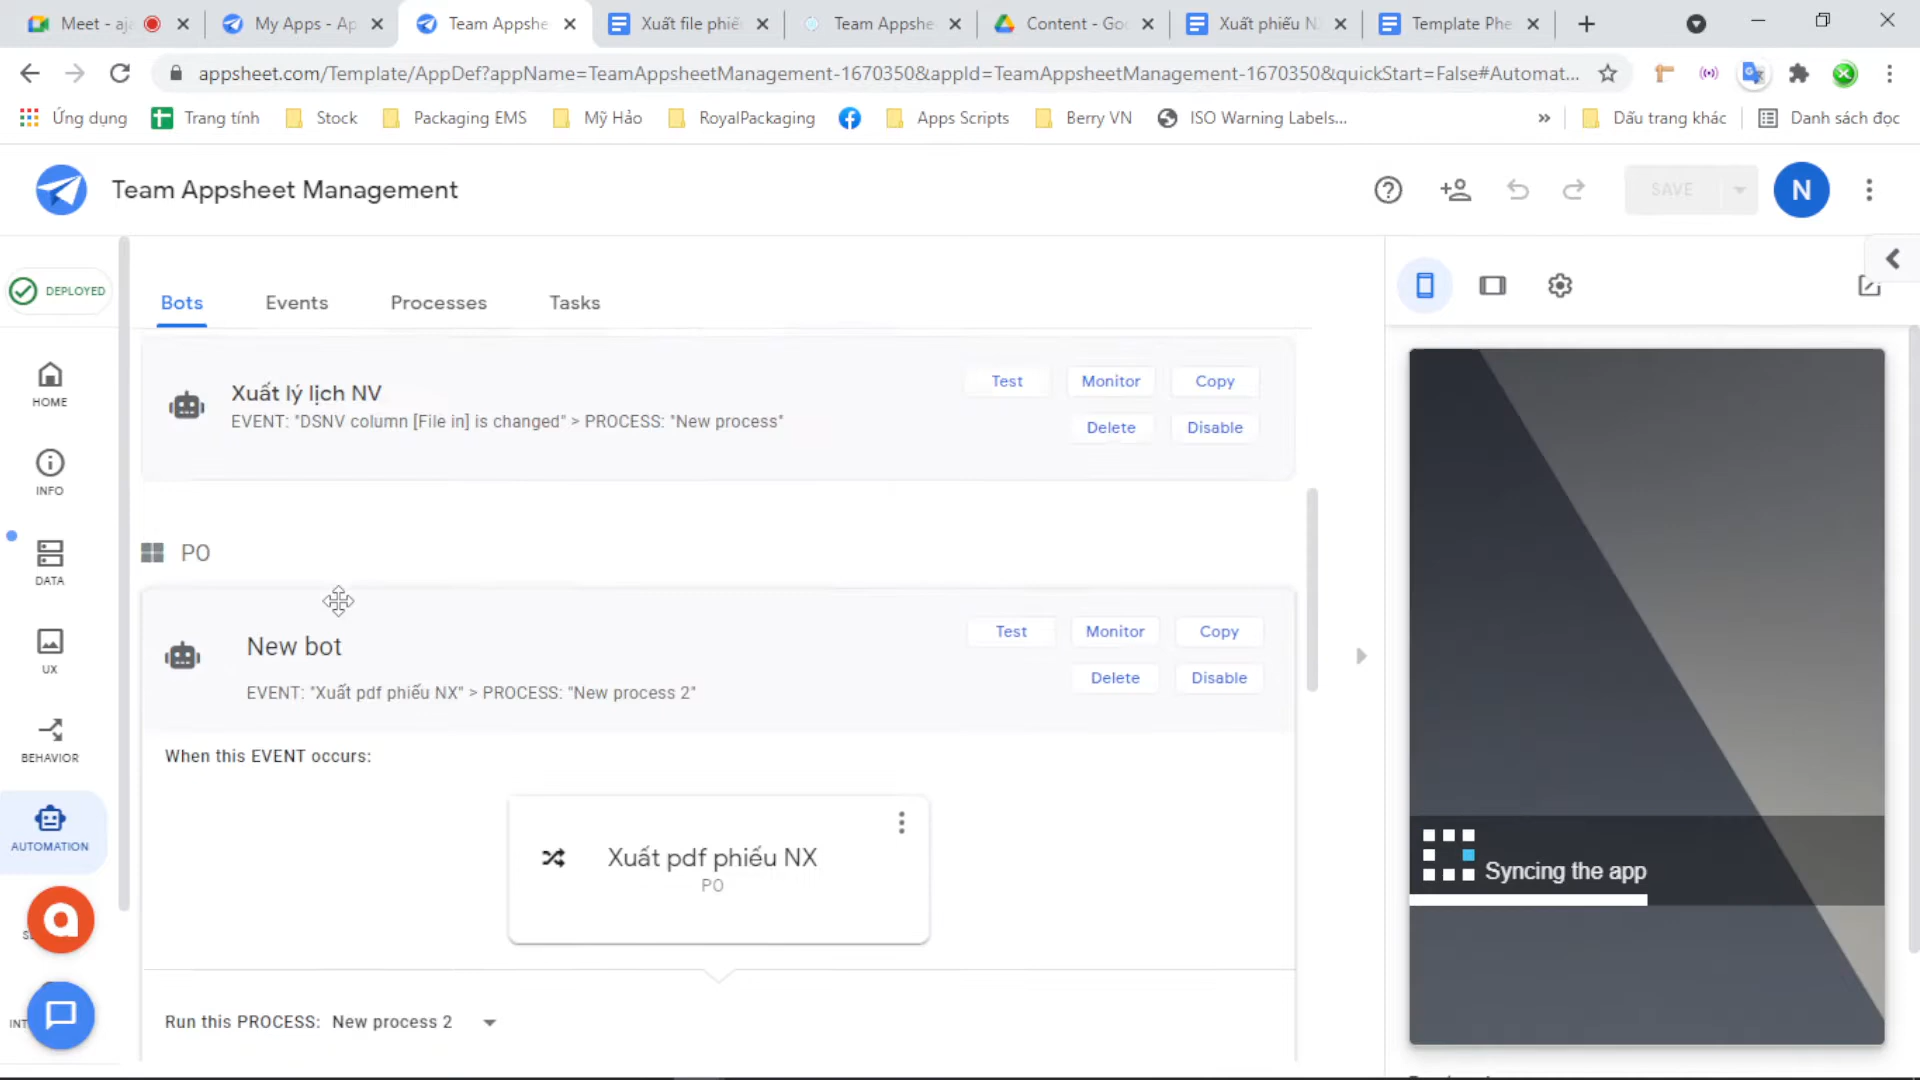 Meet - aja
My Apps - Ap
Team Appshe
Xuất file phiế
Team Appshe
Content - Goo
Xuất phiếu N
Template Phe
appsheet.com/Template/AppDef?appName=TeamAppsheetManagement-1670350&appId=TeamAppsheetManagement-1670350&quickStart=False#Automat...
Ứng dụng
Trang tính
Stock
Packaging EMS
Mỹ Hảo
RoyalPackaging
Apps Scripts
Berry VN
ISO Warning Labels...
»
Dấu trang khác
Danh sách đọc
Team Appsheet Management
SAVE
N
DEPLOYED
Bots
Events
Processes
Tasks
HOME
INFO
DATA
UX
BEHAVIOR
AUTOMATION
Xuất lý lịch NV
EVENT: "DSNV column [File in] is changed" > PROCESS: "New process"
Test
Monitor
Copy
Delete
Disable
PO
New bot
EVENT: "Xuất pdf phiếu NX" > PROCESS: "New process 2"
Test
Monitor
Copy
Delete
Disable
When this EVENT occurs:
Xuất pdf phiếu NX
PO
Run this PROCESS: New process 2
Syncing the app